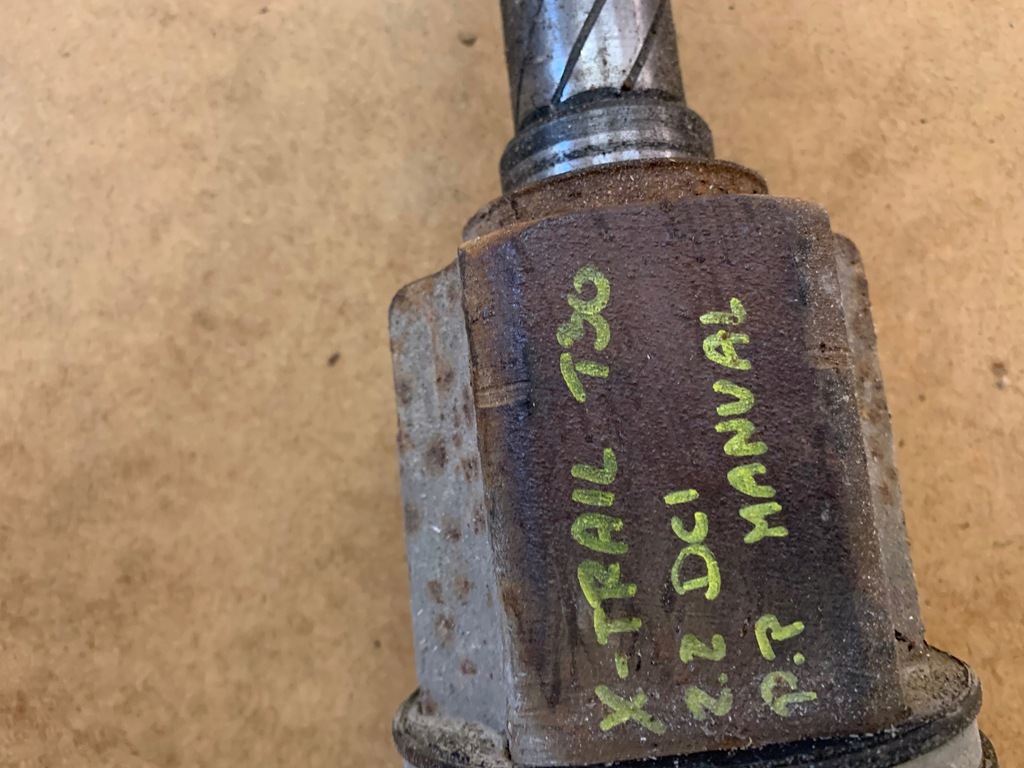 X-TRAIL T30
2.2 DCI
P.P MANUAL